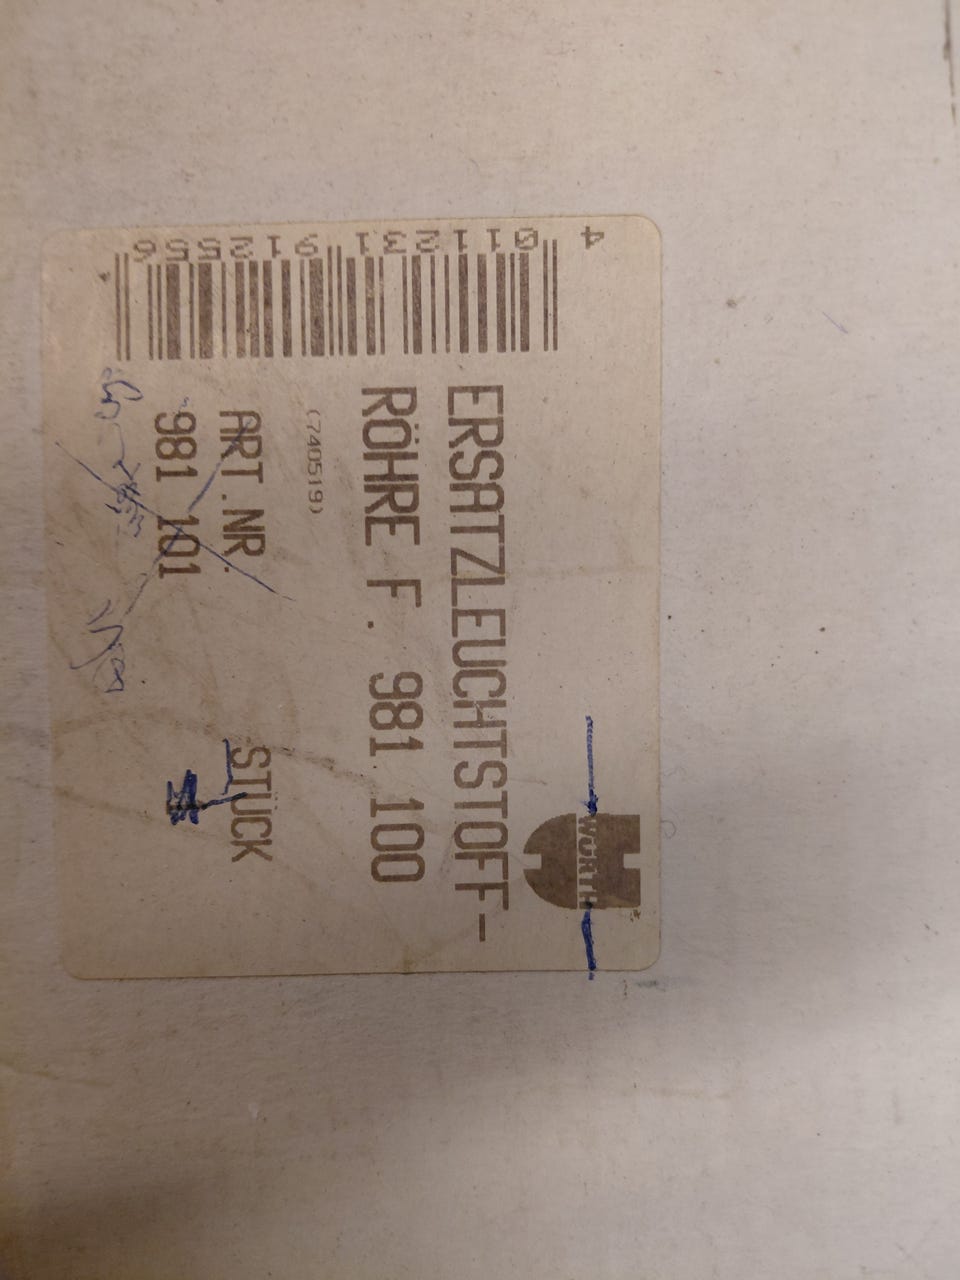 WÜRTH
ERSATZLEUCHTSTOFF-
RÖHRE F. 981 100
(740519)
ART.NR. STÜCK
981 101
4 011231 912556